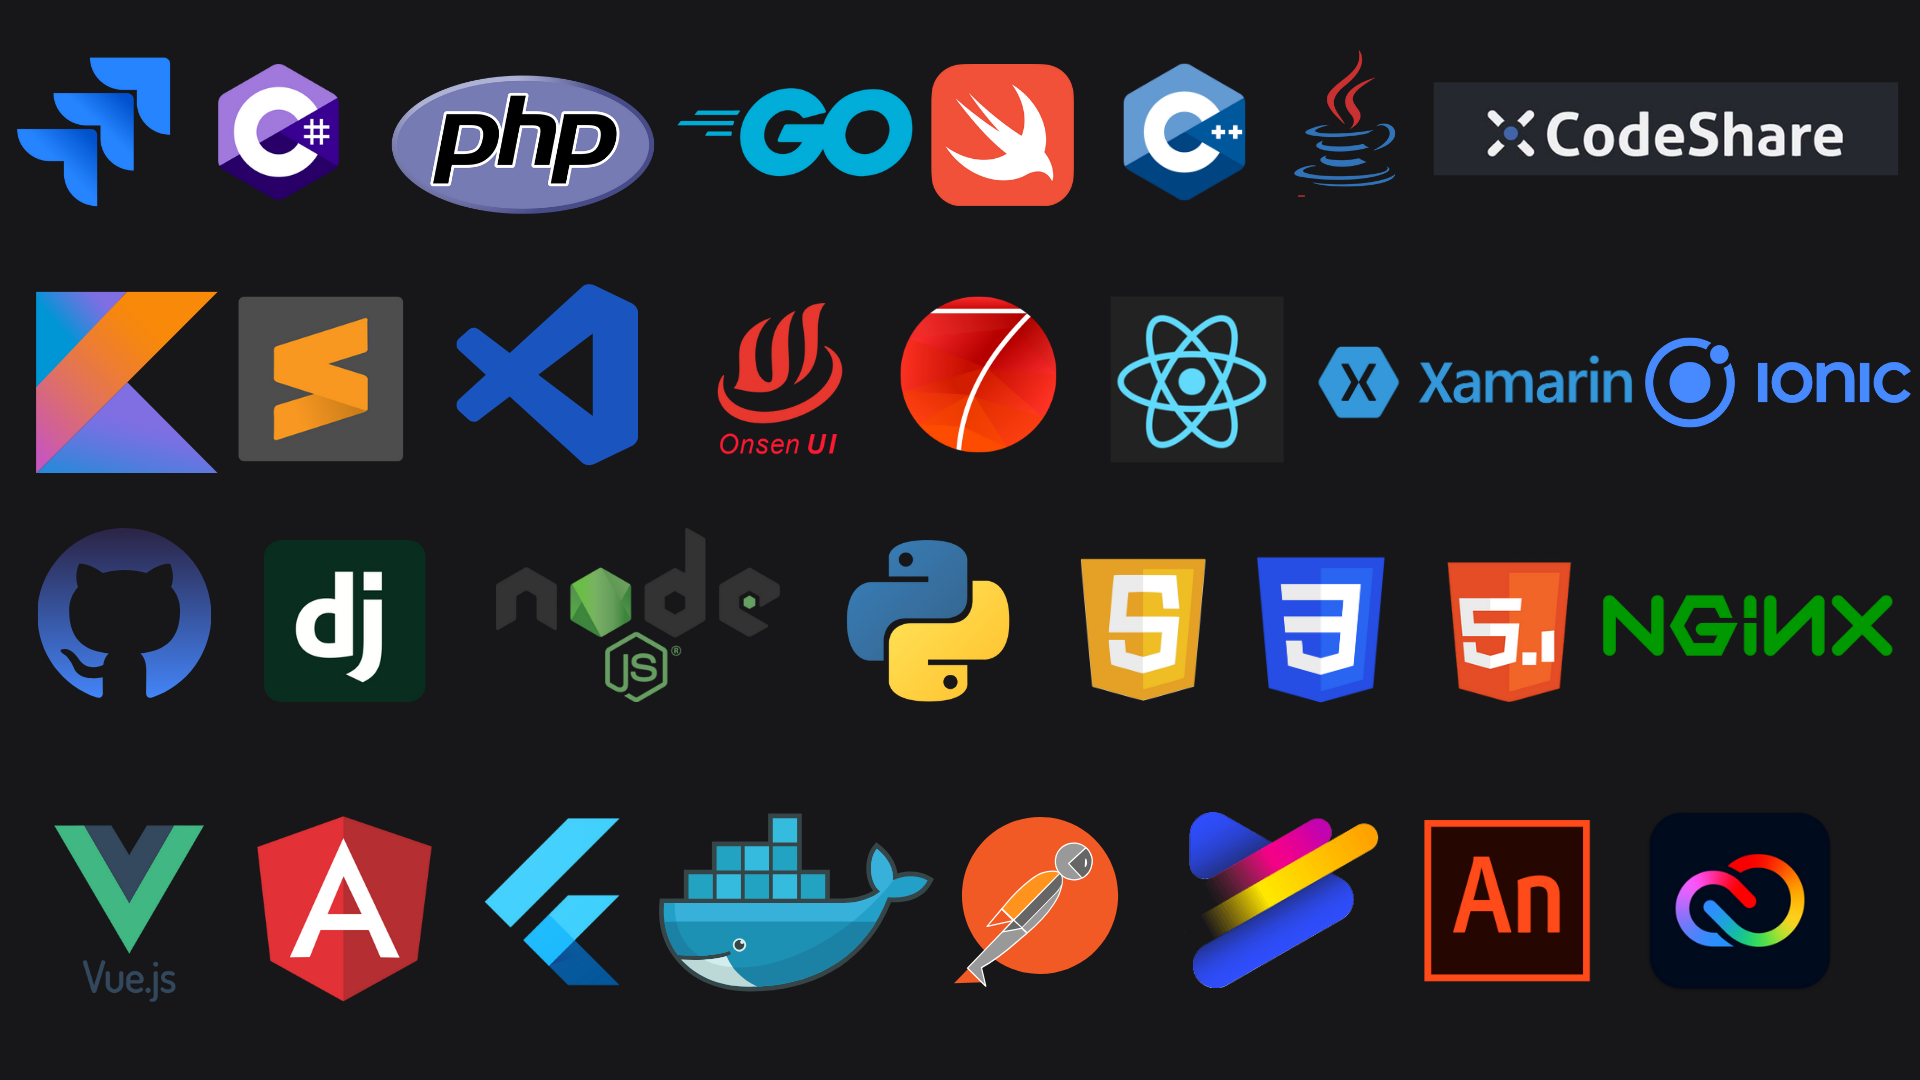 C#
php
GO
C++
CodeShare
Onsen UI
X Xamarin
ionic
dj
node
JS®
5
3
5.1
NGINX
Vue.js
A
An